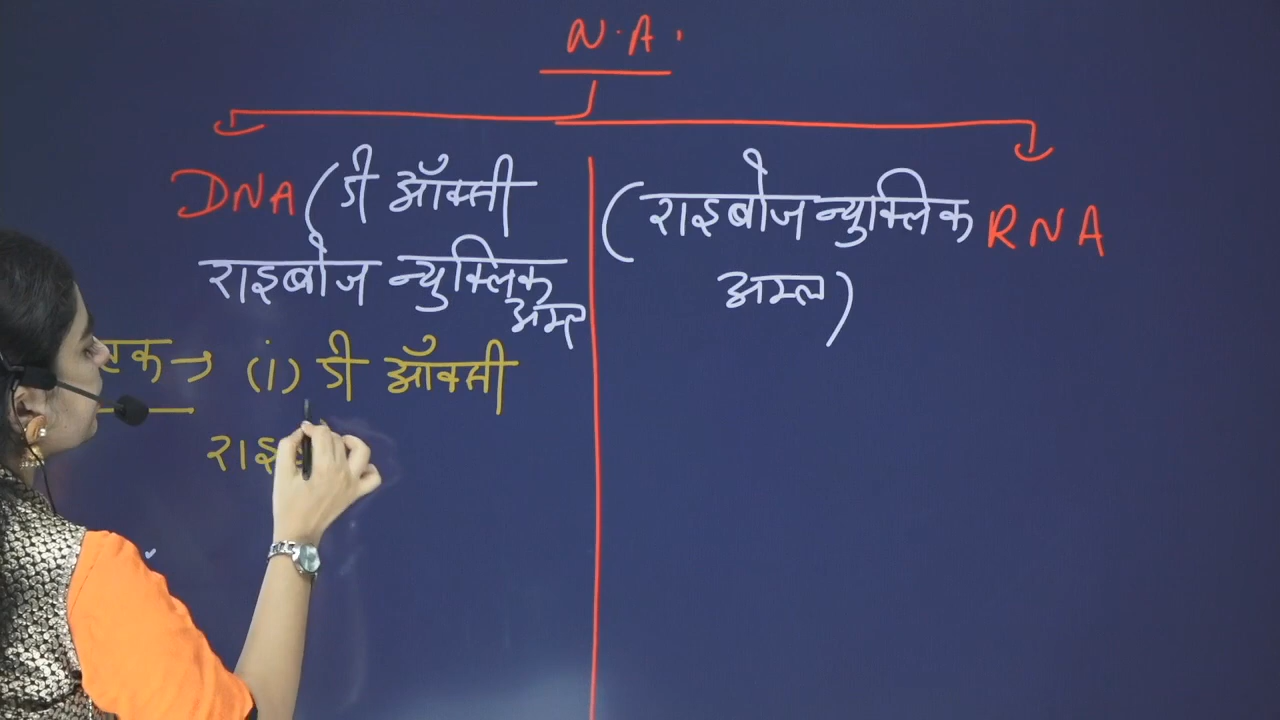 N.A.
DNA (डी ऑक्सी
राइबोज न्युक्लिक
अम्ल
(राइबोज न्युक्लिक RNA
अम्ल)
→ (i) डी ऑक्सी